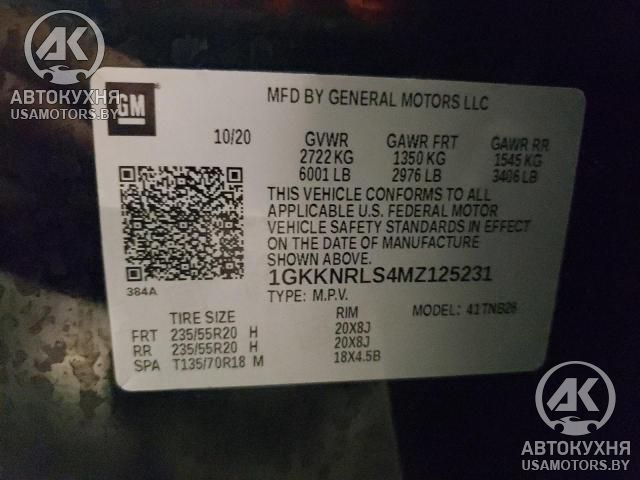 AK
АВТОКУХНЯ
USAMOTORS.BY
GM
MFD BY GENERAL MOTORS LLC
10/20 GVWR GAWR FRT GAWR RR
2722 KG 1350 KG 1545 KG
6001 LB 2976 LB 3406 LB
THIS VEHICLE CONFORMS TO ALL
APPLICABLE U.S. FEDERAL MOTOR
VEHICLE SAFETY STANDARDS IN EFFECT
ON THE DATE OF MANUFACTURE
SHOWN ABOVE.
384A
1GKKNRLS4MZ125231
TYPE: M.P.V. MODEL: 41TNB26
TIRE SIZE RIM
FRT 235/55R20 H 20X8J
RR 235/55R20 H 20X8J
SPA T135/70R18 M 18X4.5B
AK
АВТОКУХНЯ
USAMOTORS.BY